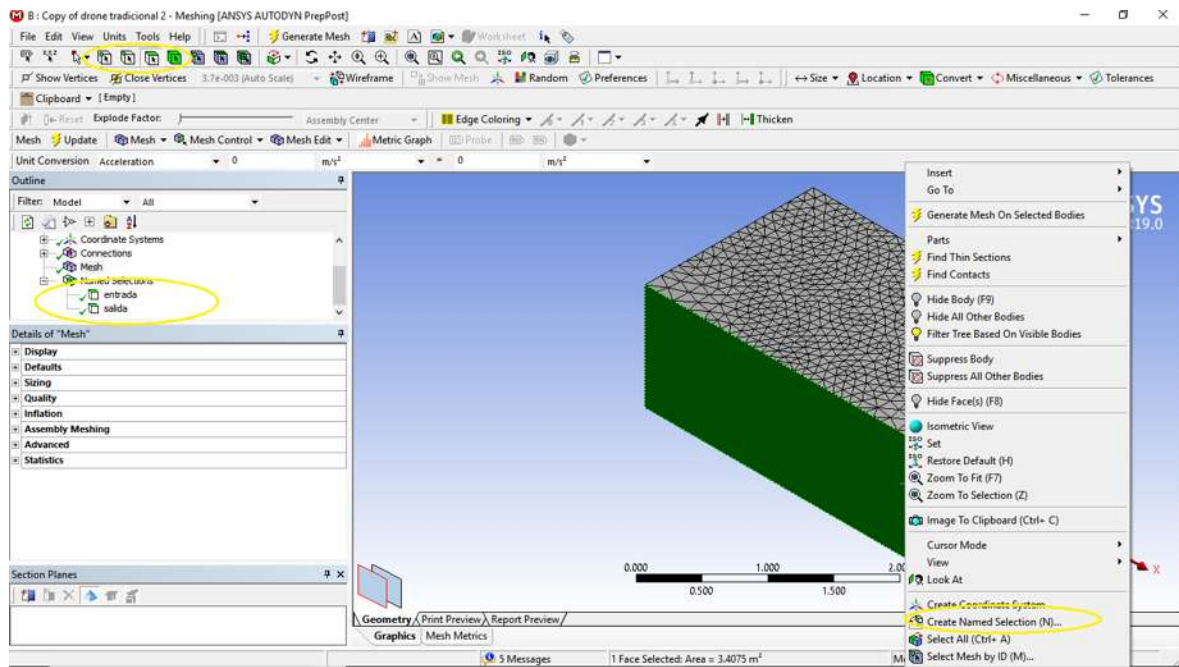 B : Copy of drone tradicional 2 - Meshing [ANSYS AUTODYN PrepPost]
File Edit View Units Tools Help Generate Mesh Worksheet
Show Vertices Close Vertices 3.7e-003 (Auto Scale) Wireframe Show Mesh Random Preferences Size Location Convert Miscellaneous Tolerances
Clipboard [Empty]
Reset Explode Factor: Assembly Center Edge Coloring Thicken
Mesh Update Mesh Mesh Control Mesh Edit Metric Graph Probe
Unit Conversion Acceleration 0 m/s² = 0 m/s²
Outline
Filter: Model All
Coordinate Systems
Connections
Mesh
Named Selections
entrada
salida
Details of "Mesh"
Display
Defaults
Sizing
Quality
Inflation
Assembly Meshing
Advanced
Statistics
Section Planes
YS
19.0
Insert
Go To
Generate Mesh On Selected Bodies
Parts
Find Thin Sections
Find Contacts
Hide Body (F9)
Hide All Other Bodies
Filter Tree Based On Visible Bodies
Suppress Body
Suppress All Other Bodies
Hide Face(s) (F8)
Isometric View
Set
Restore Default (H)
Zoom To Fit (F7)
Zoom To Selection (Z)
Image To Clipboard (Ctrl+ C)
Cursor Mode
View
Look At
Create Coordinate System
Create Named Selection (N)...
Select All (Ctrl+ A)
Select Mesh by ID (M)...
0.000 1.000 2.00
0.500 1.500
X
Geometry Print Preview Report Preview
Graphics Mesh Metrics
5 Messages 1 Face Selected: Area = 3.4075 m²